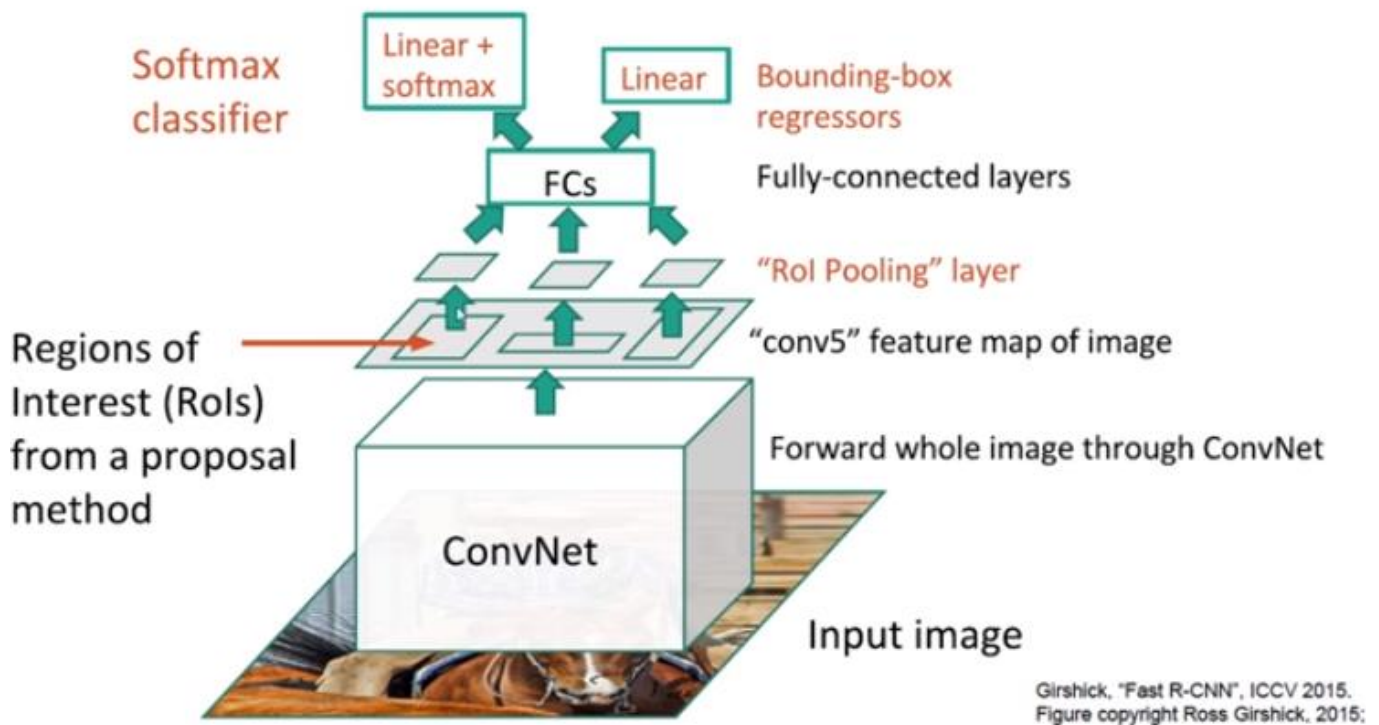 Softmax
classifier
Linear +
softmax
Linear
Bounding-box
regressors
FCs
Fully-connected layers
“RoI Pooling” layer
Regions of
Interest (RoIs)
from a proposal
method
“conv5” feature map of image
Forward whole image through ConvNet
ConvNet
Input image
Girshick, "Fast R-CNN", ICCV 2015.
Figure copyright Ross Girshick, 2015;